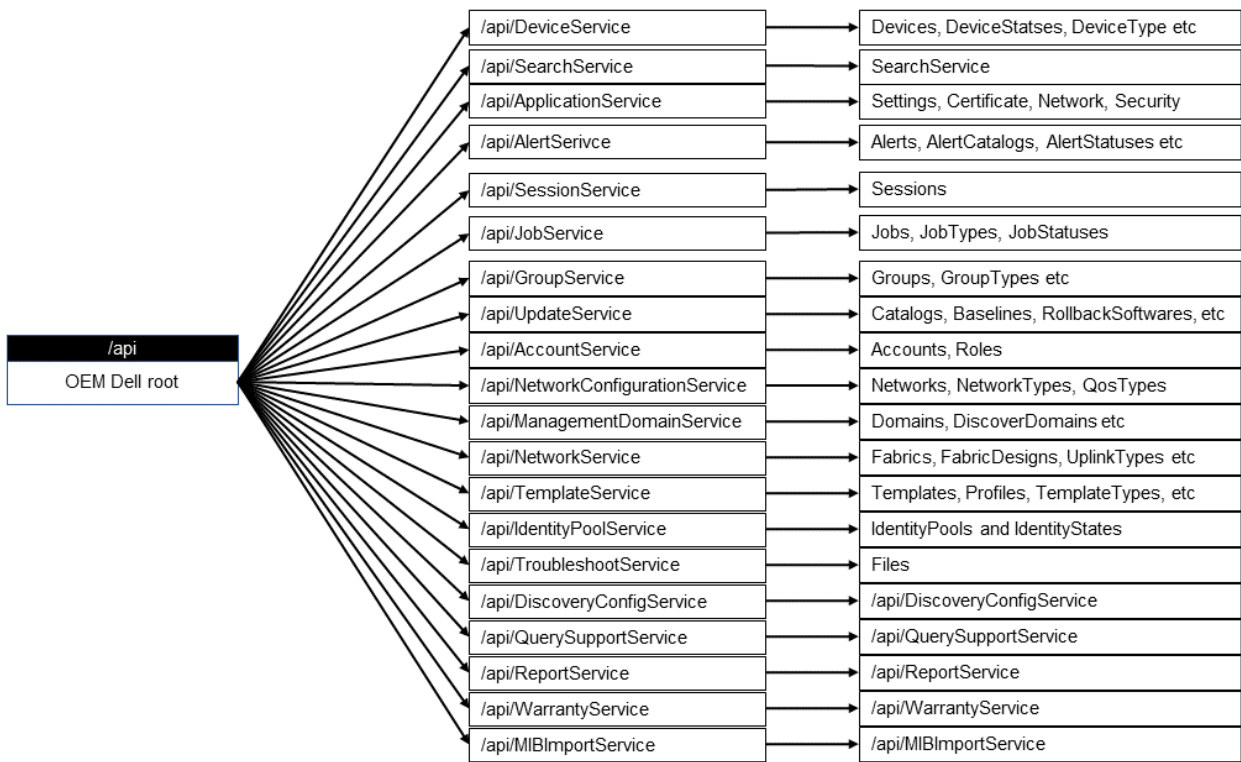 /api/DeviceService
Devices, DeviceStatses, DeviceType etc
/api/SearchService
SearchService
/api/ApplicationService
Settings, Certificate, Network, Security
/api/AlertSerivce
Alerts, AlertCatalogs, AlertStatuses etc
/api/SessionService
Sessions
/api/JobService
Jobs, JobTypes, JobStatuses
/api/GroupService
Groups, GroupTypes etc
/api/UpdateService
Catalogs, Baselines, RollbackSoftwares, etc
/api
OEM Dell root
/api/AccountService
Accounts, Roles
/api/NetworkConfigurationService
Networks, NetworkTypes, QosTypes
/api/ManagementDomainService
Domains, DiscoverDomains etc
/api/NetworkService
Fabrics, FabricDesigns, UplinkTypes etc
/api/TemplateService
Templates, Profiles, TemplateTypes, etc
/api/IdentityPoolService
IdentityPools and IdentityStates
/api/TroubleshootService
Files
/api/DiscoveryConfigService
/api/DiscoveryConfigService
/api/QuerySupportService
/api/QuerySupportService
/api/ReportService
/api/ReportService
/api/WarrantyService
/api/WarrantyService
/api/MIBImportService
/api/MIBImportService